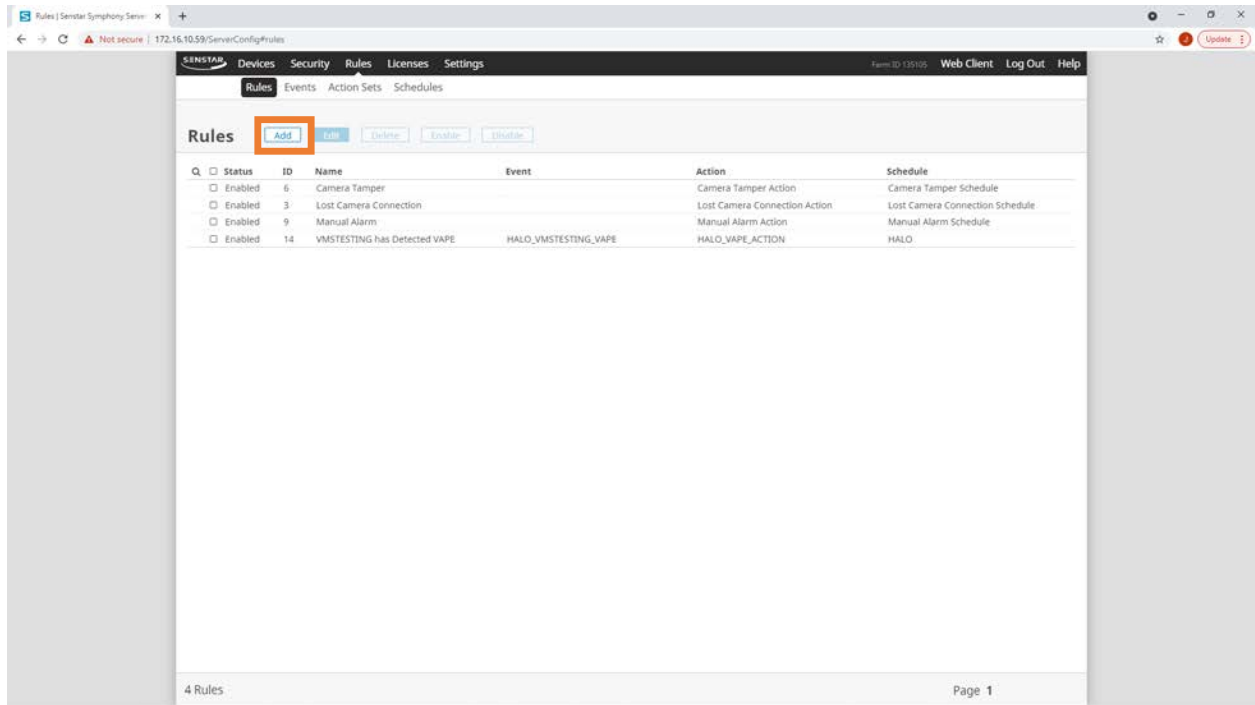 Rules | Senstar Symphony Server
Not secure | 172.16.10.59/ServerConfig#rules
Update
SENSTAR Devices Security Rules Licenses Settings Farm ID 135105 Web Client Log Out Help
Rules Events Action Sets Schedules
Rules Add Edit Delete Enable Disable
Status ID Name Event Action Schedule
Enabled 6 Camera Tamper Camera Tamper Action Camera Tamper Schedule
Enabled 3 Lost Camera Connection Lost Camera Connection Action Lost Camera Connection Schedule
Enabled 9 Manual Alarm Manual Alarm Action Manual Alarm Schedule
Enabled 14 VMSTESTING has Detected VAPE HALO_VMSTESTING_VAPE HALO_VAPE_ACTION HALO
4 Rules Page 1